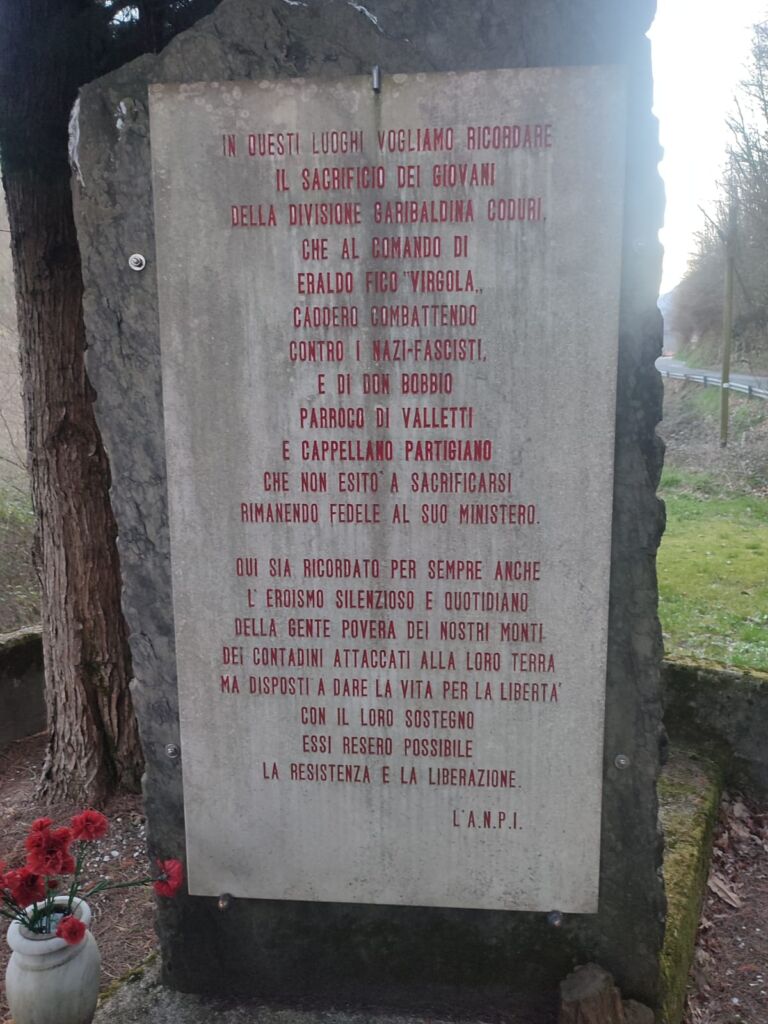 IN QUESTI LUOGHI VOGLIAMO RICORDARE
IL SACRIFICIO DEI GIOVANI
DELLA DIVISIONE GARIBALDINA CODURI,
CHE AL COMANDO DI
ERALDO FICO "VIRGOLA„
CADDERO COMBATTENDO
CONTRO I NAZI-FASCISTI,
E DI DON BOBBIO
PARROCO DI VALLETTI
E CAPPELLANO PARTIGIANO
CHE NON ESITO' A SACRIFICARSI
RIMANENDO FEDELE AL SUO MINISTERO.
QUI SIA RICORDATO PER SEMPRE ANCHE
L' EROISMO SILENZIOSO E QUOTIDIANO
DELLA GENTE POVERA DEI NOSTRI MONTI
DEI CONTADINI ATTACCATI ALLA LORO TERRA
MA DISPOSTI A DARE LA VITA PER LA LIBERTA'
CON IL LORO SOSTEGNO
ESSI RESERO POSSIBILE
LA RESISTENZA E LA LIBERAZIONE.
L'A.N.P.I.